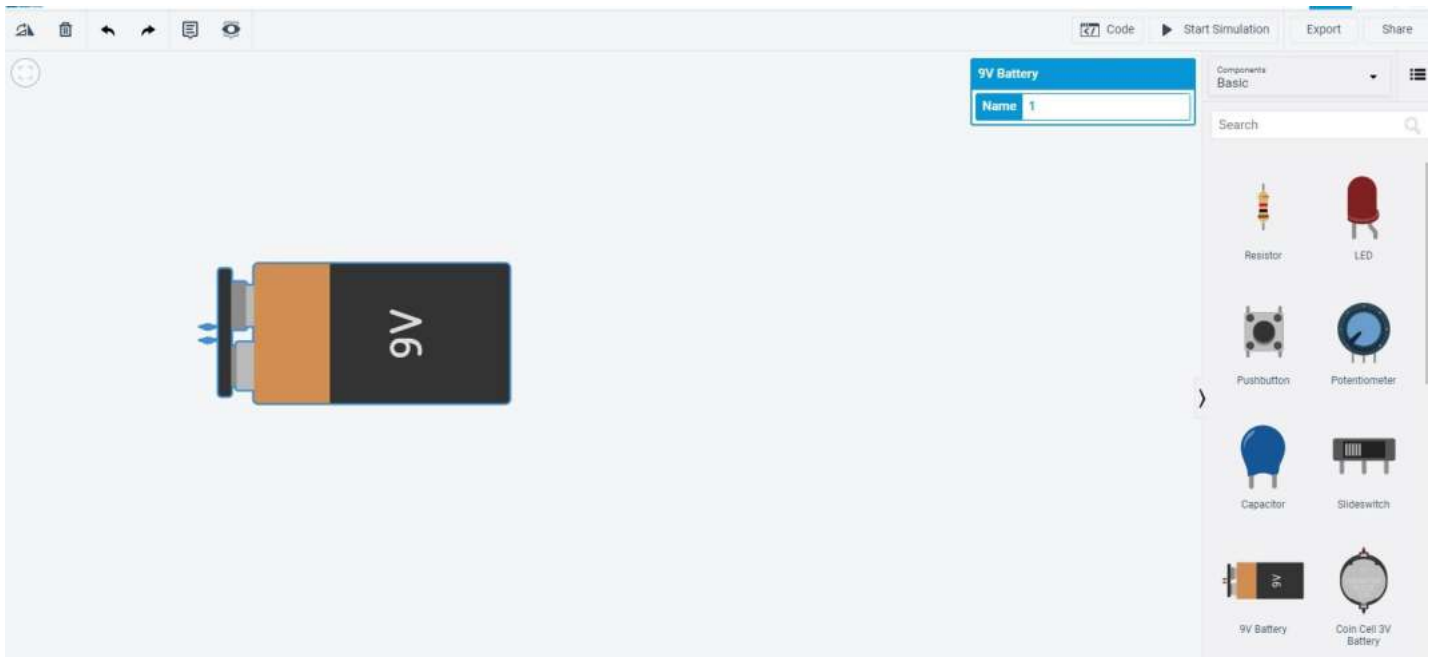 Code
Start Simulation
Export
Share
9V Battery
Name 1
Components
Basic
Search
Resistor
LED
Pushbutton
Potentiometer
Capacitor
Slideswitch
9V
9V
9V Battery
Coin Cell 3V
Battery